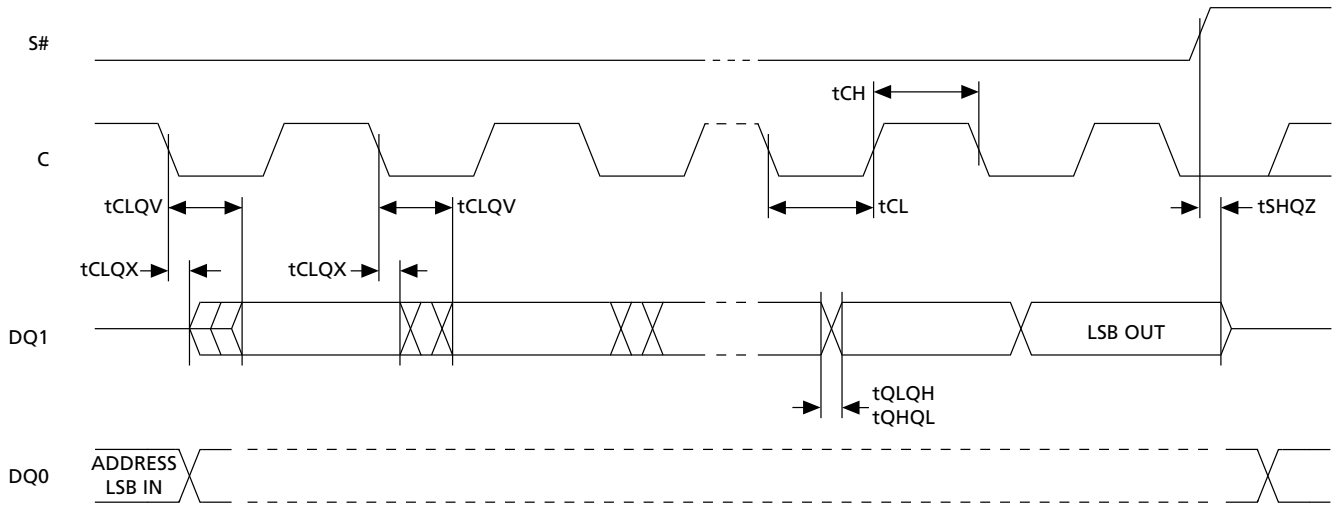 S#
tCH
C
tCLQV
tCLQV
tCL
tSHQZ
tCLQX
tCLQX
DQ1
LSB OUT
tQLQH
tQHQL
DQ0
ADDRESS
LSB IN